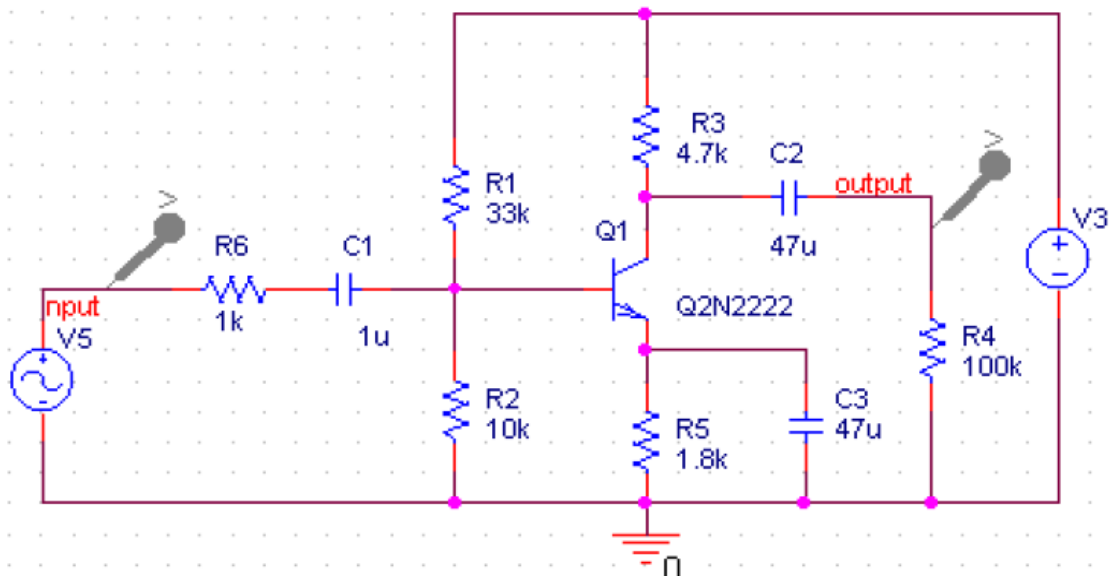 R3
4.7k
C2
output
47u
V3
R1
33k
Q1
Q2N2222
R6
1k
C1
1u
nput
V5
R4
100k
R2
10k
R5
1.8k
C3
47u
0